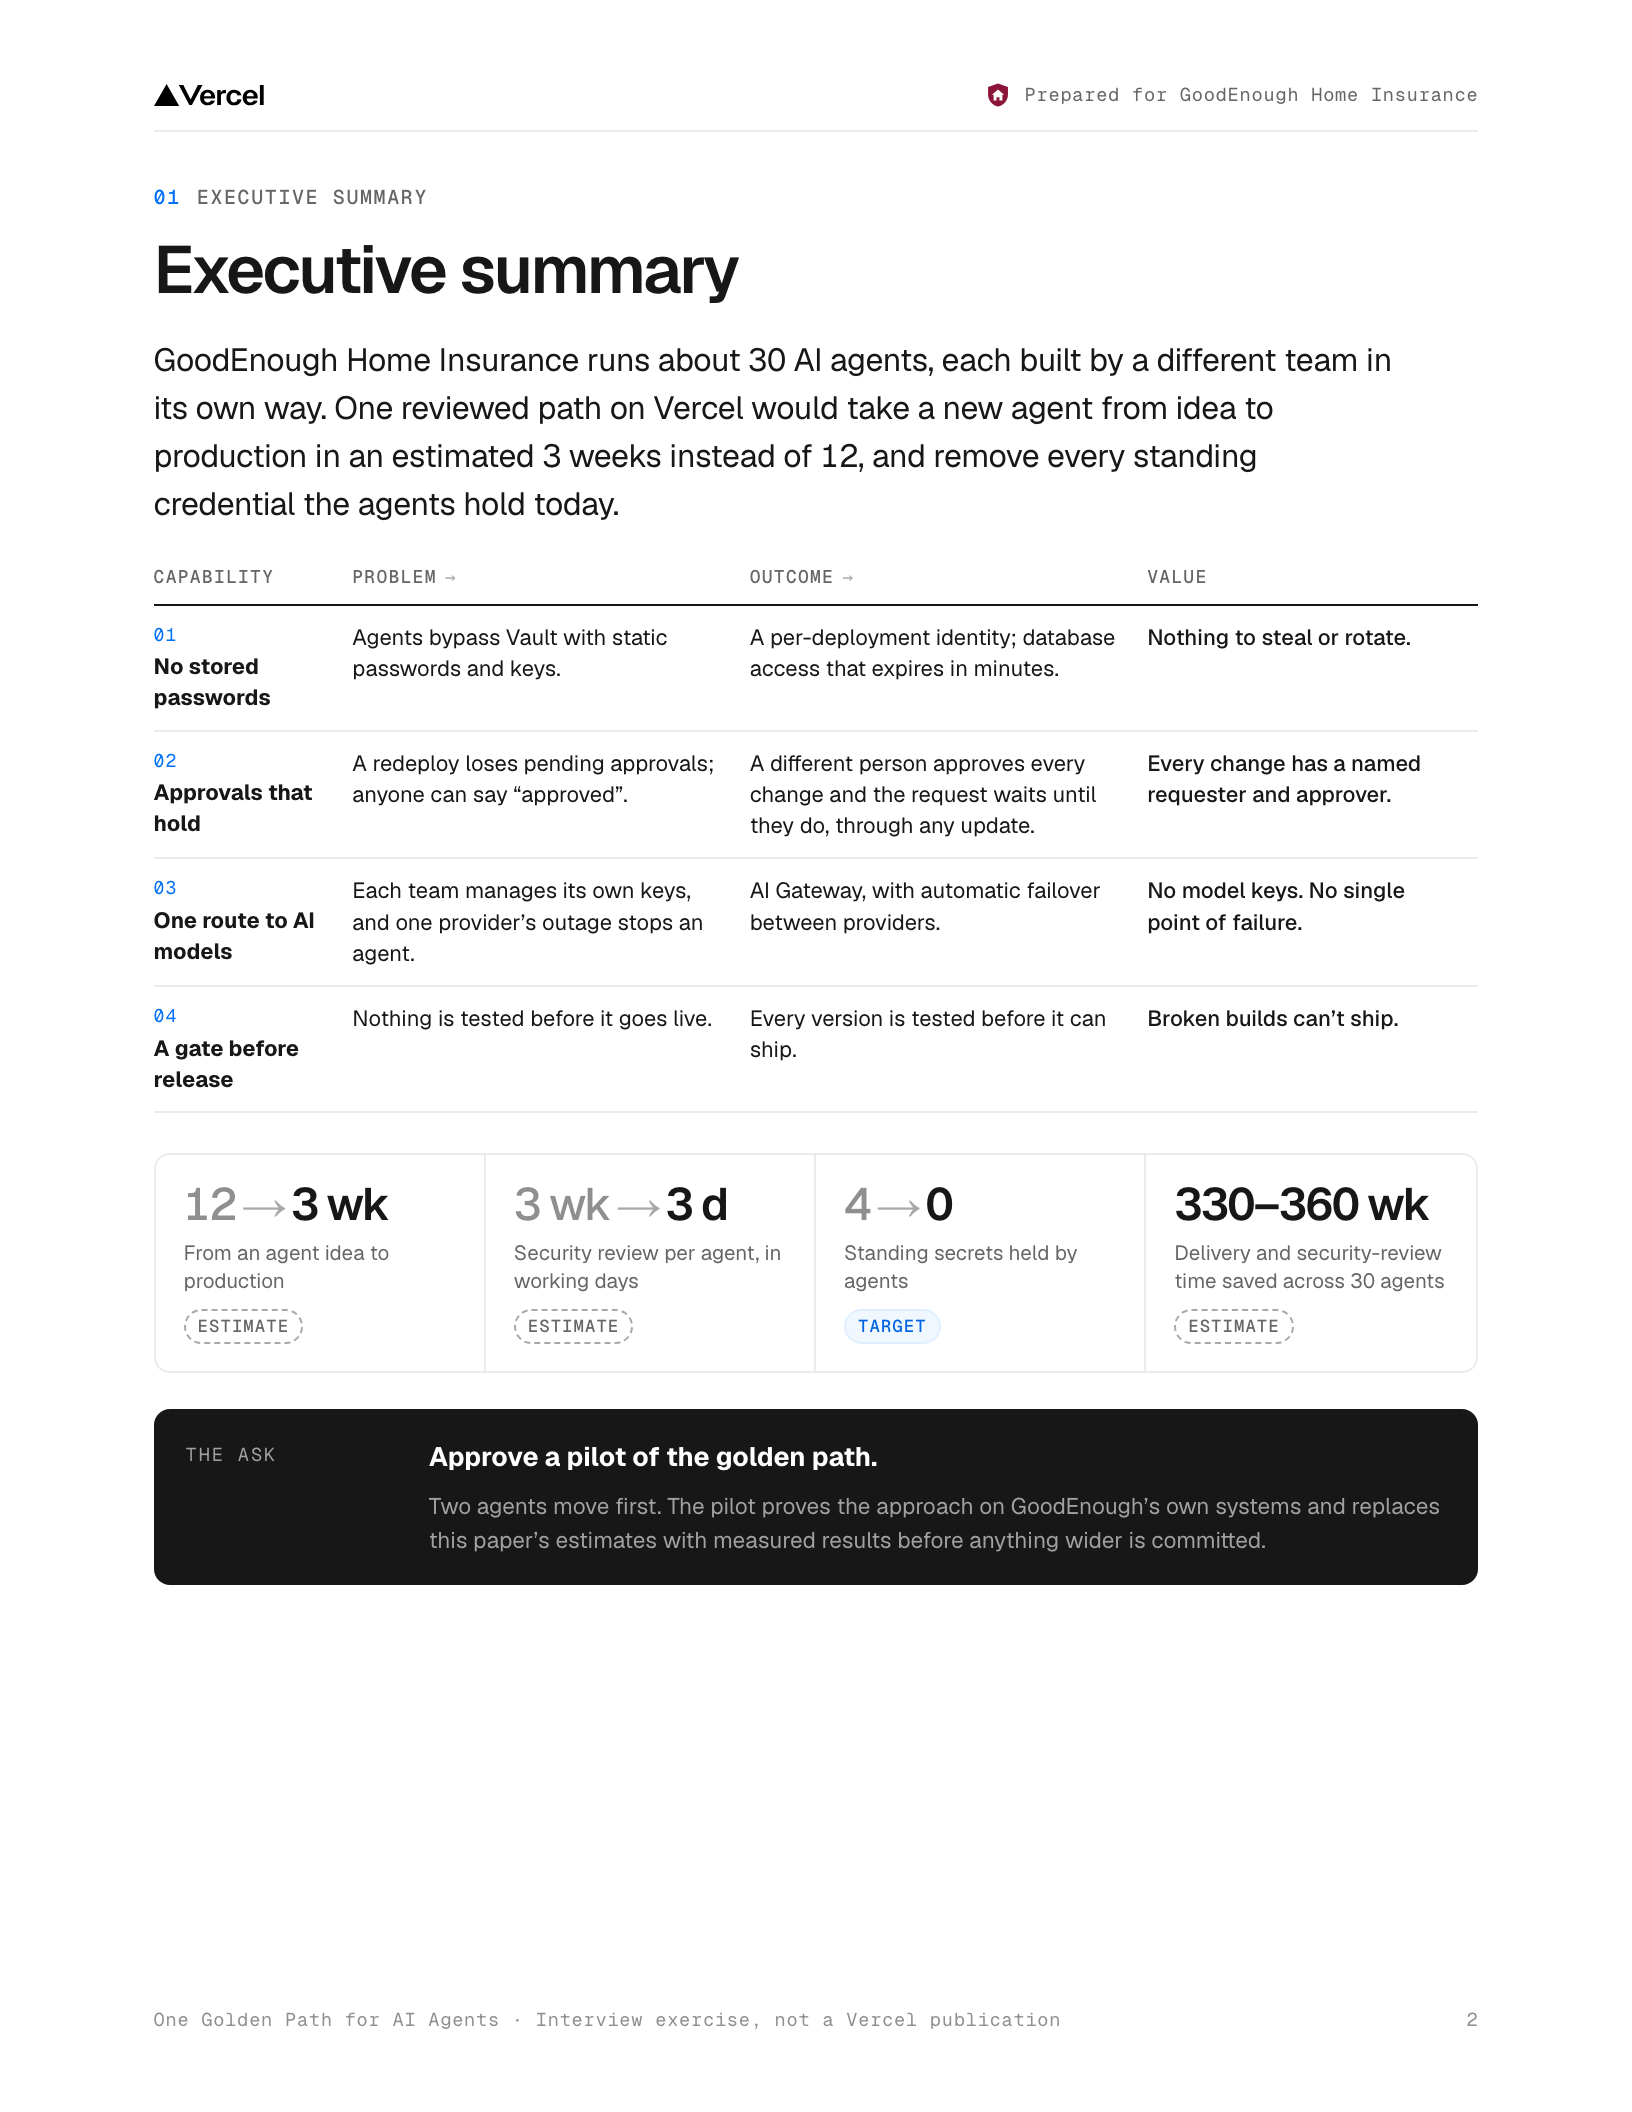 Vercel
Prepared for GoodEnough Home Insurance
01 EXECUTIVE SUMMARY
Executive summary
GoodEnough Home Insurance runs about 30 AI agents, each built by a different team in
its own way. One reviewed path on Vercel would take a new agent from idea to
production in an estimated 3 weeks instead of 12, and remove every standing
credential the agents hold today.
CAPABILITY PROBLEM → OUTCOME → VALUE
01
No stored
passwords
Agents bypass Vault with static
passwords and keys.
A per-deployment identity; database
access that expires in minutes.
Nothing to steal or rotate.
02
Approvals that
hold
A redeploy loses pending approvals;
anyone can say “approved”.
A different person approves every
change and the request waits until
they do, through any update.
Every change has a named
requester and approver.
03
One route to AI
models
Each team manages its own keys,
and one provider’s outage stops an
agent.
AI Gateway, with automatic failover
between providers.
No model keys. No single
point of failure.
04
A gate before
release
Nothing is tested before it goes live.
Every version is tested before it can
ship.
Broken builds can’t ship.
12→3 wk
From an agent idea to
production
ESTIMATE
3 wk→3 d
Security review per agent, in
working days
ESTIMATE
4→0
Standing secrets held by
agents
TARGET
330–360 wk
Delivery and security-review
time saved across 30 agents
ESTIMATE
THE ASK
Approve a pilot of the golden path.
Two agents move first. The pilot proves the approach on GoodEnough’s own systems and replaces
this paper’s estimates with measured results before anything wider is committed.
One Golden Path for AI Agents · Interview exercise, not a Vercel publication
2